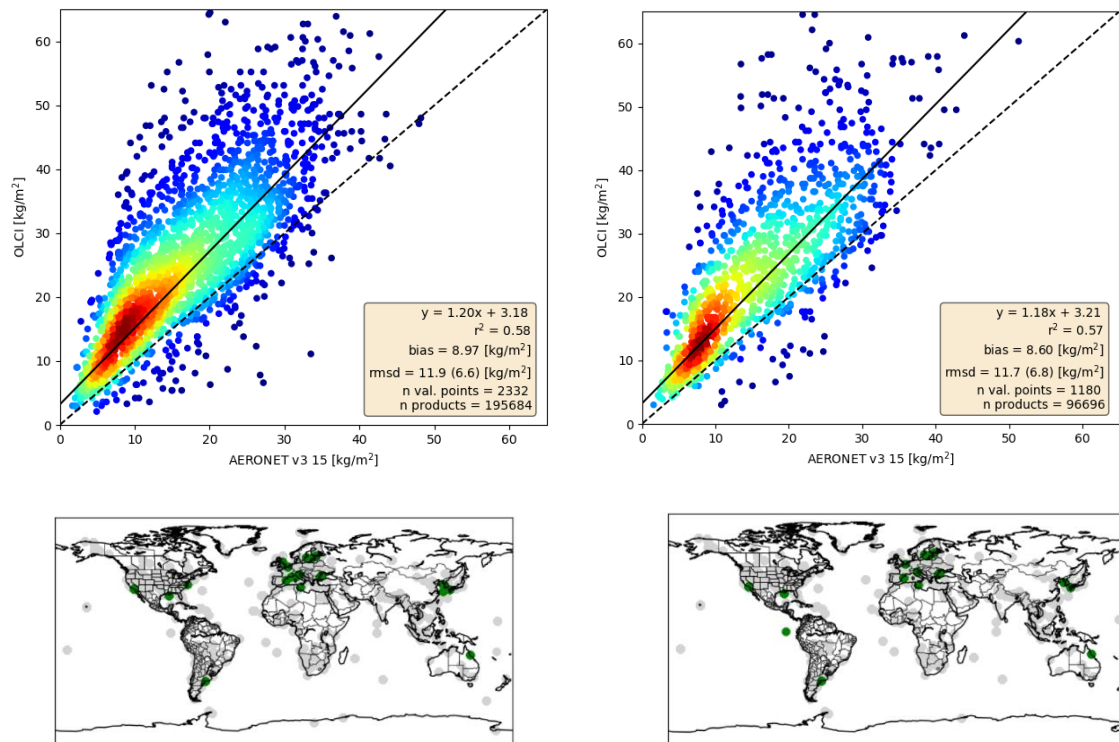 60
50
40
30
20
10
0
OLCI [kg/m²]
y = 1.20x + 3.18
r² = 0.58
bias = 8.97 [kg/m²]
rmsd = 11.9 (6.6) [kg/m²]
n val. points = 2332
n products = 195684
0 10 20 30 40 50 60
AERONET v3 15 [kg/m²]
60
50
40
30
20
10
0
OLCI [kg/m²]
y = 1.18x + 3.21
r² = 0.57
bias = 8.60 [kg/m²]
rmsd = 11.7 (6.8) [kg/m²]
n val. points = 1180
n products = 96696
0 10 20 30 40 50 60
AERONET v3 15 [kg/m²]